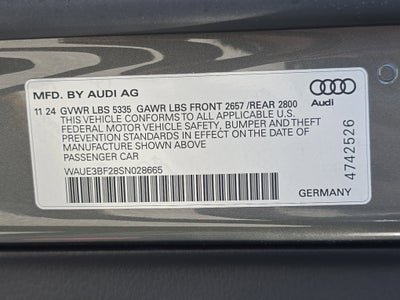 MFD. BY AUDI AG
11 24 GVWR LBS 5335 GAWR LBS FRONT 2657 /REAR 2800
THIS VEHICLE CONFORMS TO ALL APPLICABLE U.S.
FEDERAL MOTOR VEHICLE SAFETY, BUMPER AND THEFT
PREVENTION STANDARDS IN EFFECT ON THE DATE OF
MANUFACTURE SHOWN ABOVE
PASSENGER CAR
WAUE3BF28SN028665
Audi
4742526
GERMANY